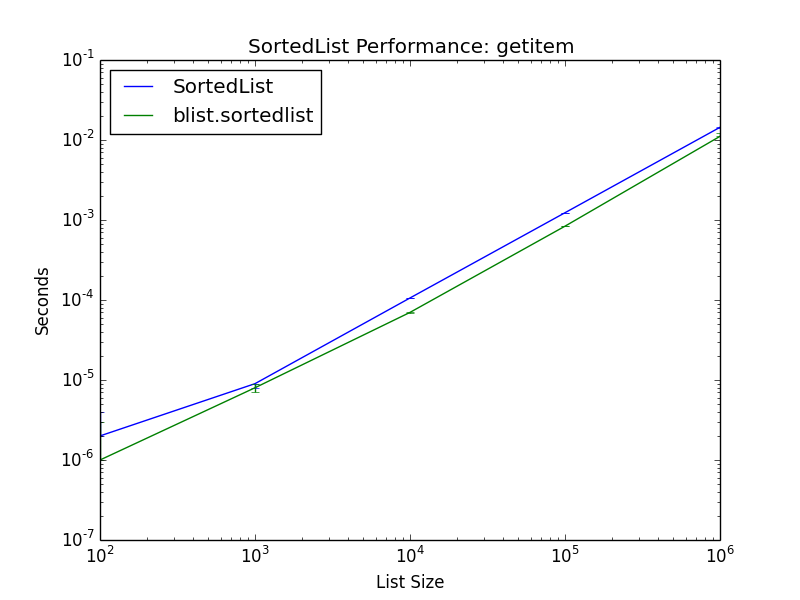 SortedList Performance: getitem
10^-1
SortedList
blist.sortedlist
10^-2
10^-3
Seconds
10^-4
10^-5
10^-6
10^-7
10^2 10^3 10^4 10^5 10^6
List Size